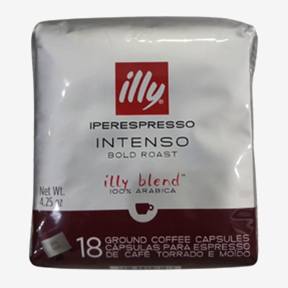 illy
IPERESPRESSO
INTENSO
BOLD ROAST
illy blend™
100% ARABICA
Net Wt.
4.25 oz
18 GROUND COFFEE CAPSULES
CÁPSULAS PARA ESPRESSO
DE CAFÉ TORRADO E MOÍDO